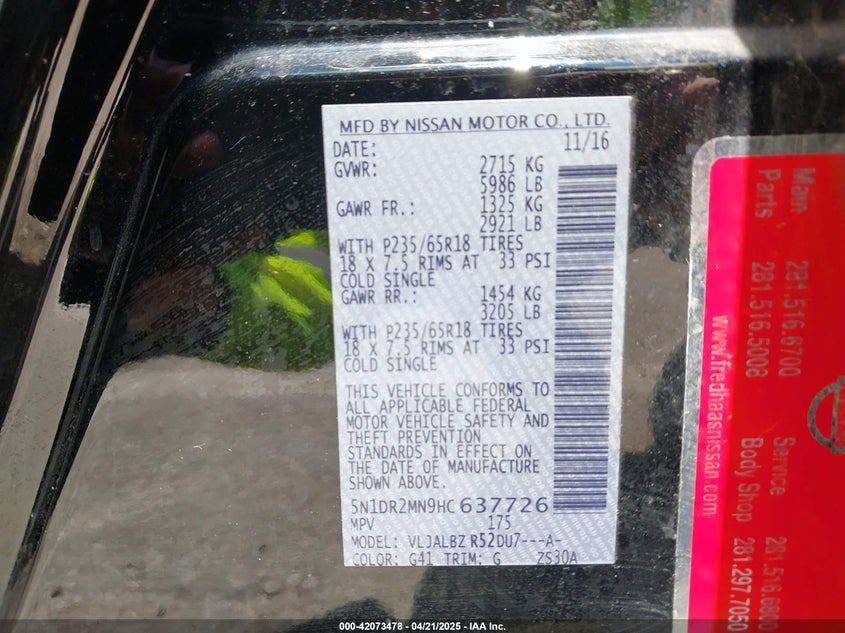 MFD BY NISSAN MOTOR CO., LTD.
DATE: 11/16
GVWR: 2715 KG
5986 LB
GAWR FR.: 1325 KG
2921 LB
WITH P235/65R18 TIRES
18 X 7.5 RIMS AT 33 PSI
COLD SINGLE
GAWR RR.: 1454 KG
3205 LB
WITH P235/65R18 TIRES
18 X 7.5 RIMS AT 33 PSI
COLD SINGLE
THIS VEHICLE CONFORMS TO
ALL APPLICABLE FEDERAL
MOTOR VEHICLE SAFETY AND
THEFT PREVENTION
STANDARDS IN EFFECT ON
THE DATE OF MANUFACTURE
SHOWN ABOVE.
5N1DR2MN9HC 637726
MPV 175
MODEL: VLJALBZ R52DU7---A-
COLOR: G41 TRIM: G ZS30A
Main 281.516.6700
Parts 281.516.5008
Service 281.516.6800
Body Shop 281.297.7050
www.fredhaasnissan.com
000-42073478 - 04/21/2025 - IAA Inc.